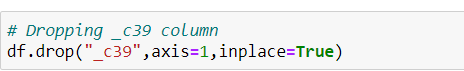 # Dropping _c39 column
df.drop("_c39",axis=1,inplace=True)